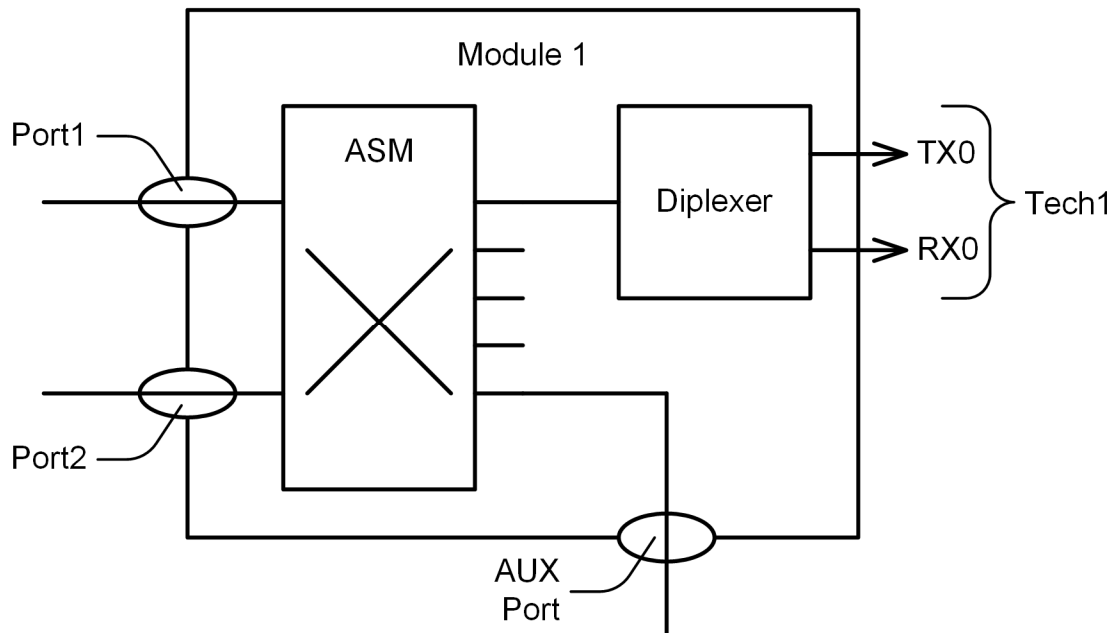 Module 1
Port1
ASM
TX0
Diplexer
Tech1
RX0
Port2
AUX
Port